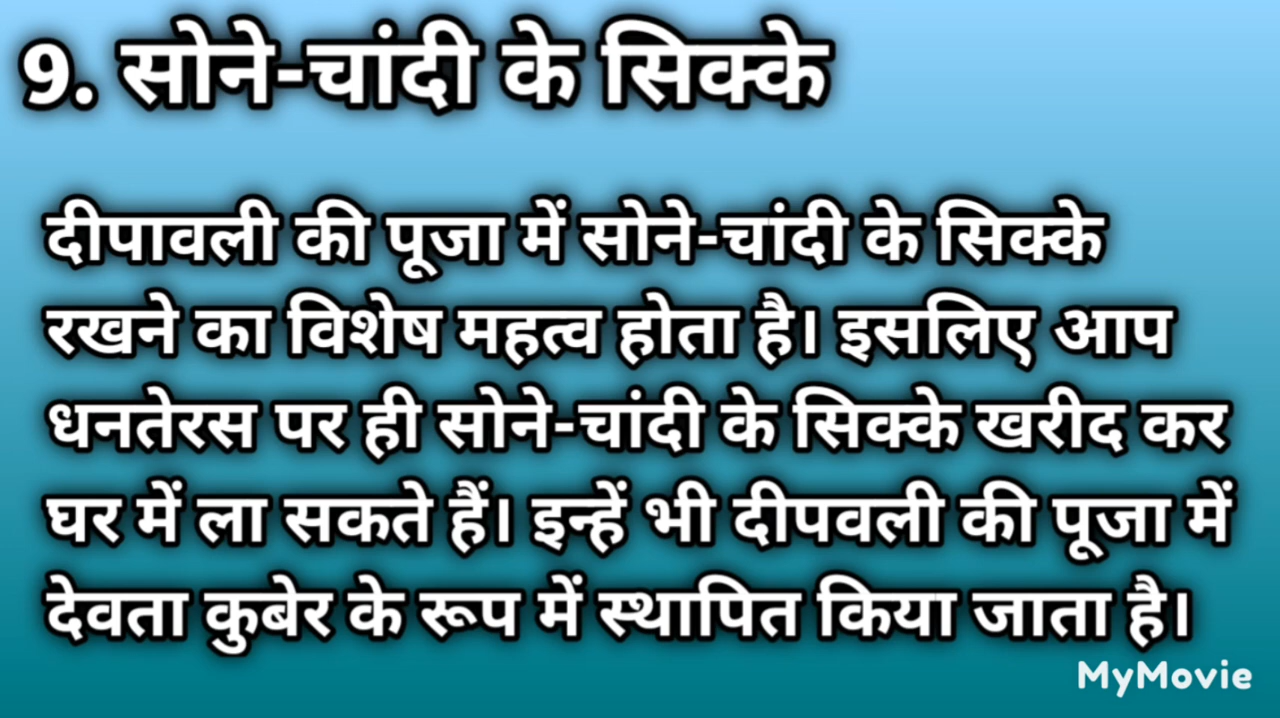 9. सोने-चांदी के सिक्के
दीपावली की पूजा में सोने-चांदी के सिक्के
रखने का विशेष महत्व होता है। इसलिए आप
धनतेरस पर ही सोने-चांदी के सिक्के खरीद कर
घर में ला सकते हैं। इन्हें भी दीपवली की पूजा में
देवता कुबेर के रूप में स्थापित किया जाता है।
MyMovie